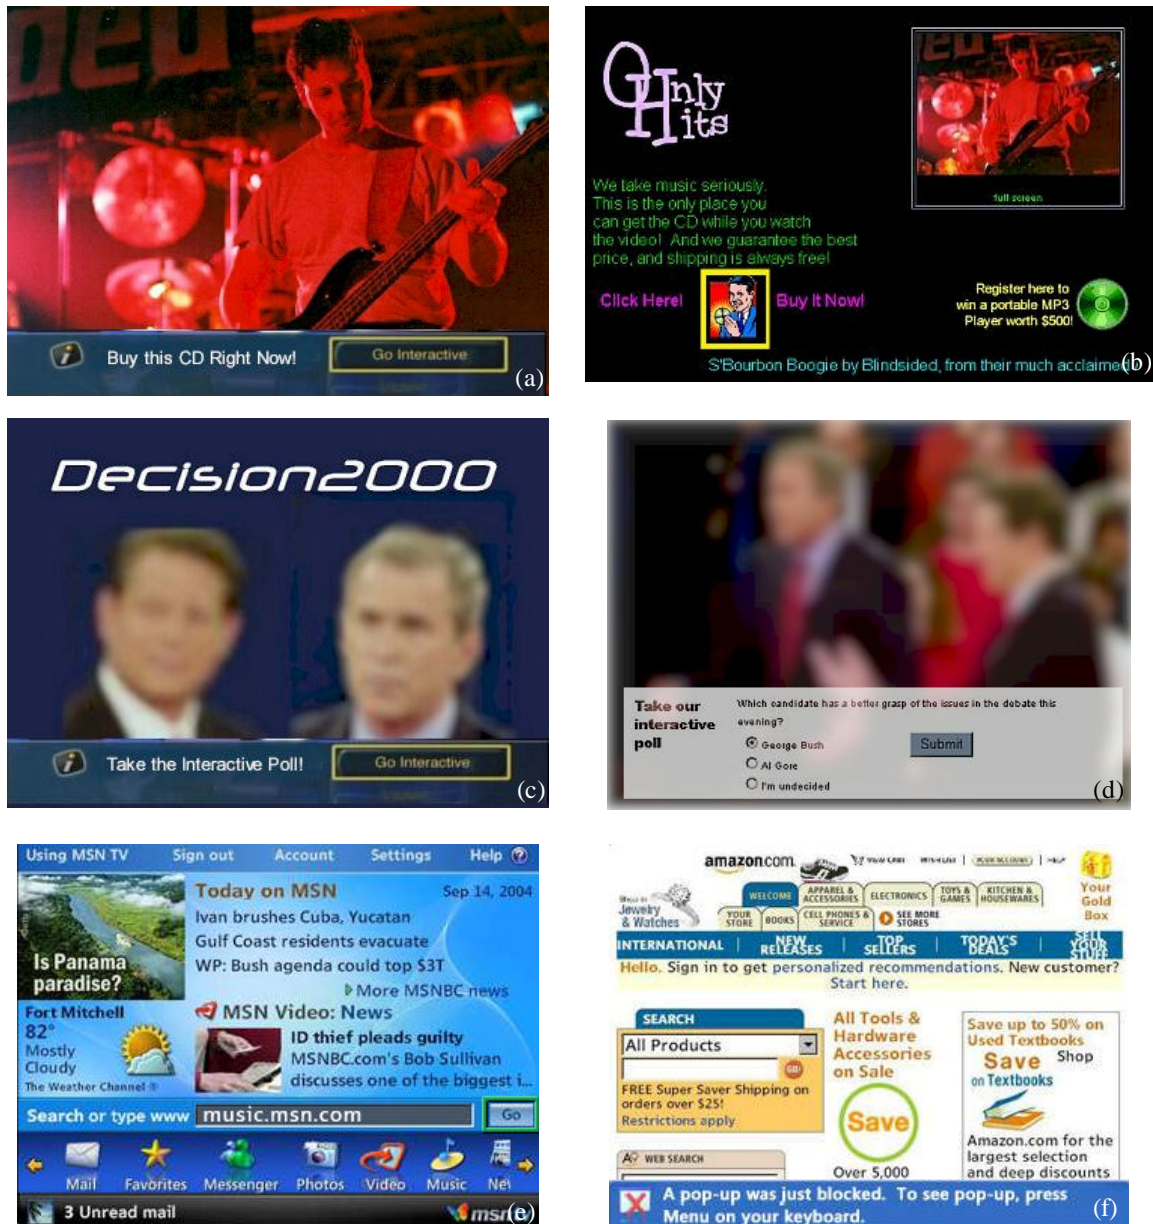 Buy this CD Right Now!
Go Interactive
(a)
Only
Hits
We take music seriously.
This is the only place you
can get the CD while you watch
the video! And we guarantee the best
price, and shipping is always free!
full screen
Click Here!
Buy It Now!
Register here to
win a portable MP3
Player worth $500!
S'Bourbon Boogie by Blindsided, from their much acclaimed
(b)
Decision2000
Take the Interactive Poll!
Go Interactive
(c)
Take our
interactive
poll
Which candidate has a better grasp of the issues in the debate this
evening?
George Bush
Al Gore
I'm undecided
Submit
(d)
Using MSN TV Sign out Account Settings Help ?
Is Panama
paradise?
Today on MSN Sep 14, 2004
Ivan brushes Cuba, Yucatan
Gulf Coast residents evacuate
WP: Bush agenda could top $3T
More MSNBC news
Fort Mitchell
82°
Mostly
Cloudy
The Weather Channel ®
MSN Video: News
ID thief pleads guilty
MSNBC.com's Bob Sullivan
discusses one of the biggest i...
Search or type www music.msn.com Go
Mail Favorites Messenger Photos Video Music
3 Unread mail
msn
(e)
amazon.com
VIEW CART WISH LIST | YOUR ACCOUNT | HELP
Jewelry
& Watches
WELCOME
APPAREL &
ACCESSORIES
ELECTRONICS
TOYS &
GAMES
KITCHEN &
HOUSEWARES
YOUR
STORE
BOOKS
CELL PHONES &
SERVICE
SEE MORE
STORES
Your
Gold
Box
INTERNATIONAL | NEW
RELEASES | TOP
SELLERS | TODAY'S
DEALS | SELL
YOUR
STUFF
Hello. Sign in to get personalized recommendations. New customer?
Start here.
SEARCH
All Products
GO!
FREE Super Saver Shipping on
orders over $25!
Restrictions apply
WEB SEARCH
All Tools &
Hardware
Accessories
on Sale
Save
Over 5,000
Save up to 50% on
Used Textbooks
Save Shop
on Textbooks
Amazon.com for the
largest selection
and deep discounts
A pop-up was just blocked. To see pop-up, press
Menu on your keyboard.
(f)